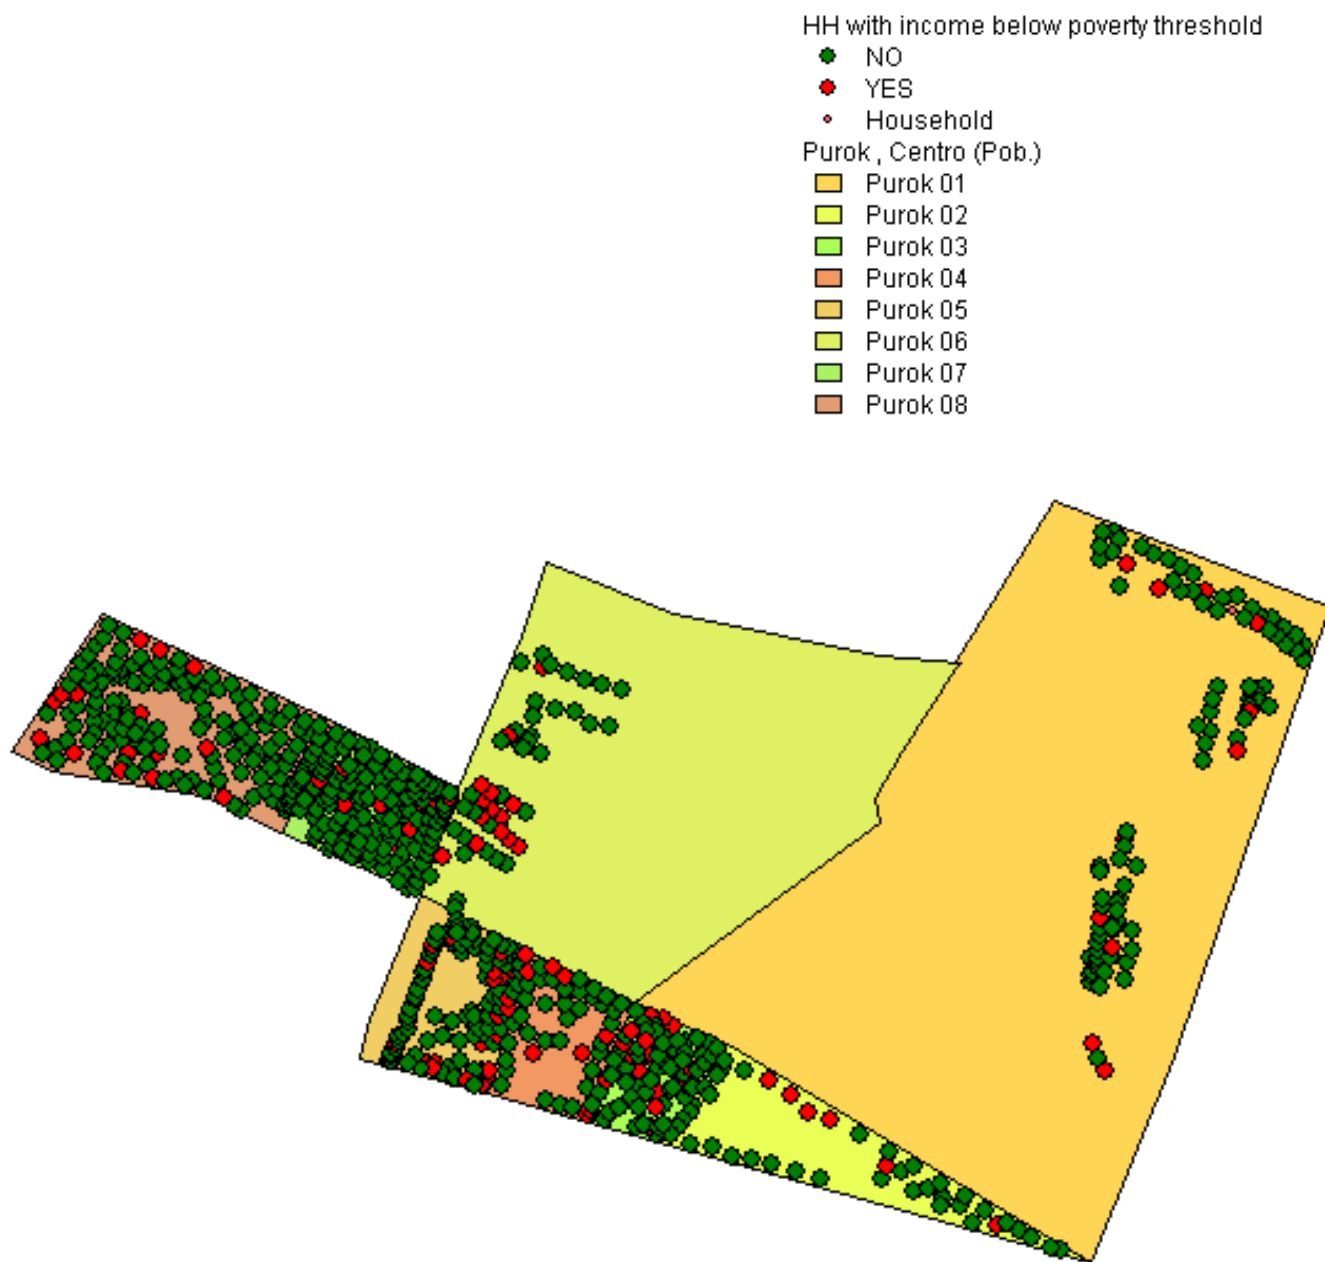 HH with income below poverty threshold
NO
YES
Household
Purok , Centro (Pob.)
Purok 01
Purok 02
Purok 03
Purok 04
Purok 05
Purok 06
Purok 07
Purok 08